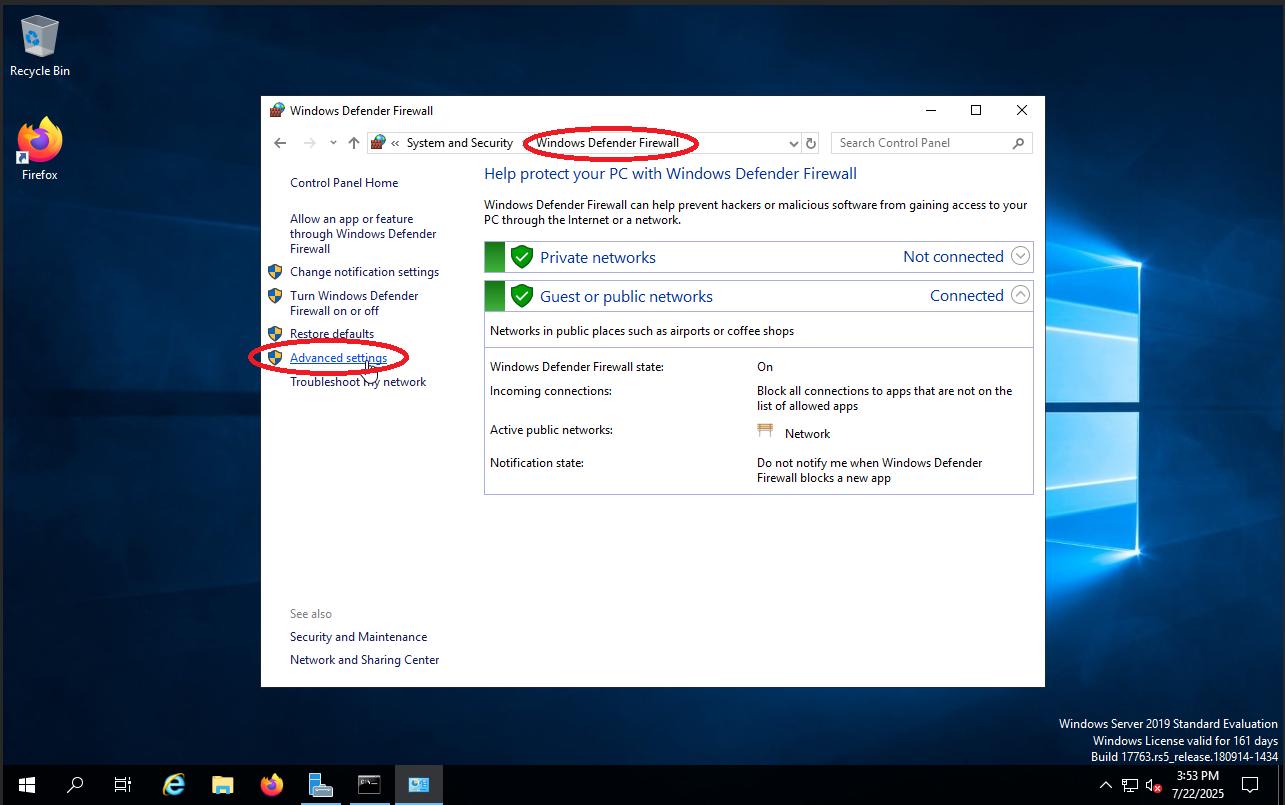 Recycle Bin
Firefox
Windows Defender Firewall
« System and Security
Windows Defender Firewall
Search Control Panel
Control Panel Home
Allow an app or feature
through Windows Defender
Firewall
Change notification settings
Turn Windows Defender
Firewall on or off
Restore defaults
Advanced settings
Troubleshoot my network
Help protect your PC with Windows Defender Firewall
Windows Defender Firewall can help prevent hackers or malicious software from gaining access to your
PC through the Internet or a network.
Private networks
Not connected
Guest or public networks
Connected
Networks in public places such as airports or coffee shops
Windows Defender Firewall state:
On
Incoming connections:
Block all connections to apps that are not on the
list of allowed apps
Active public networks:
Network
Notification state:
Do not notify me when Windows Defender
Firewall blocks a new app
See also
Security and Maintenance
Network and Sharing Center
Windows Server 2019 Standard Evaluation
Windows License valid for 161 days
Build 17763.rs5_release.180914-1434
3:53 PM
7/22/2025